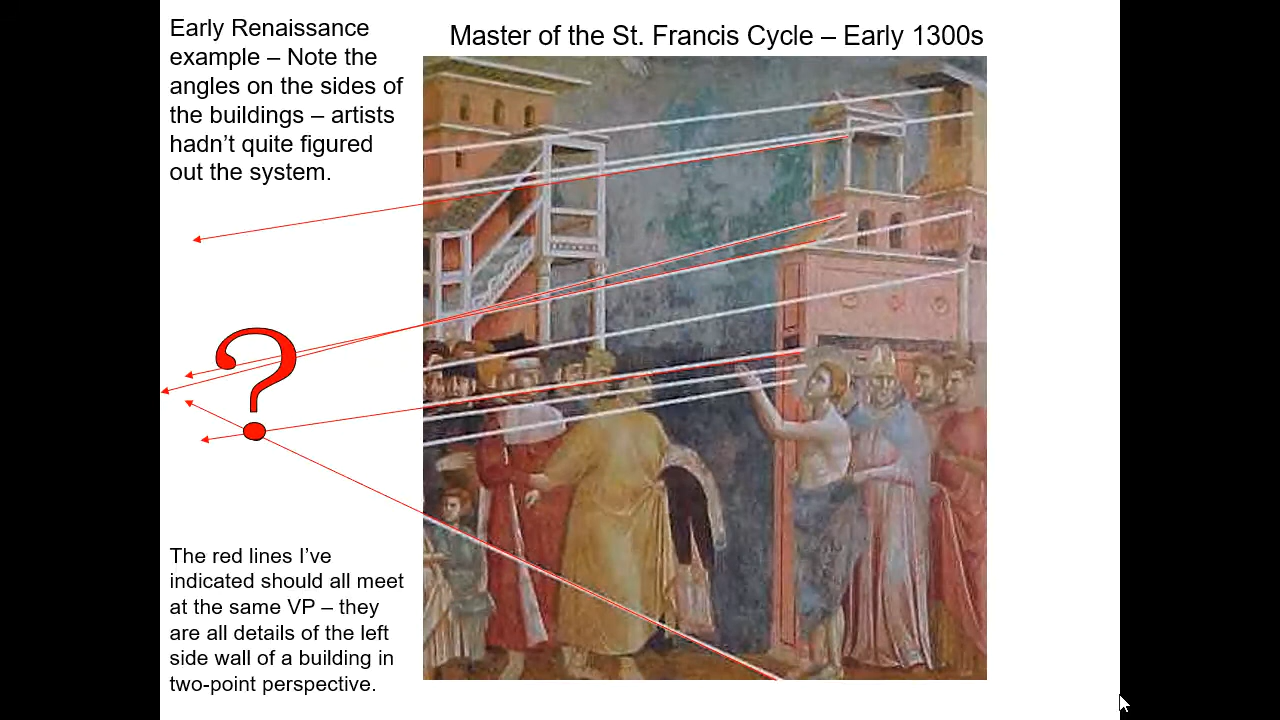 Early Renaissance
example – Note the
angles on the sides of
the buildings – artists
hadn’t quite figured
out the system.
Master of the St. Francis Cycle – Early 1300s
?
The red lines I’ve
indicated should all meet
at the same VP – they
are all details of the left
side wall of a building in
two-point perspective.